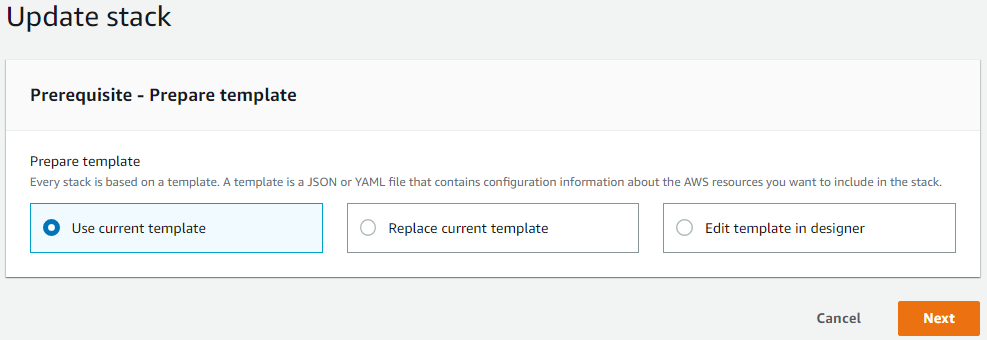 Update stack
Prerequisite - Prepare template
Prepare template
Every stack is based on a template. A template is a JSON or YAML file that contains configuration information about the AWS resources you want to include in the stack.
Use current template
Replace current template
Edit template in designer
Cancel
Next